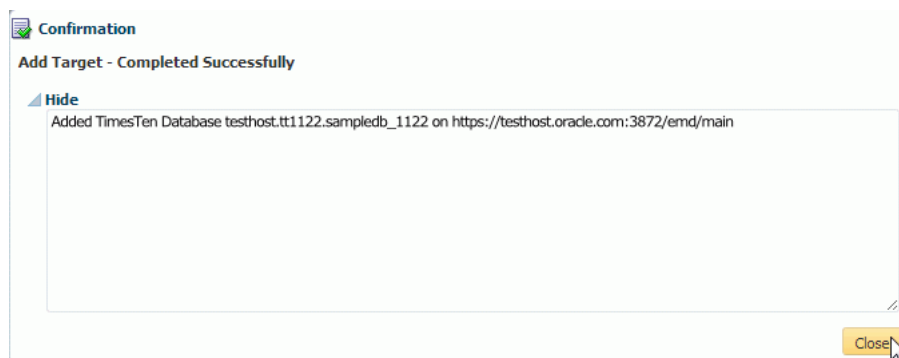 Confirmation
Add Target - Completed Successfully
Hide
Added TimesTen Database testhost.tt1122.sampledb_1122 on https://testhost.oracle.com:3872/emd/main
Close